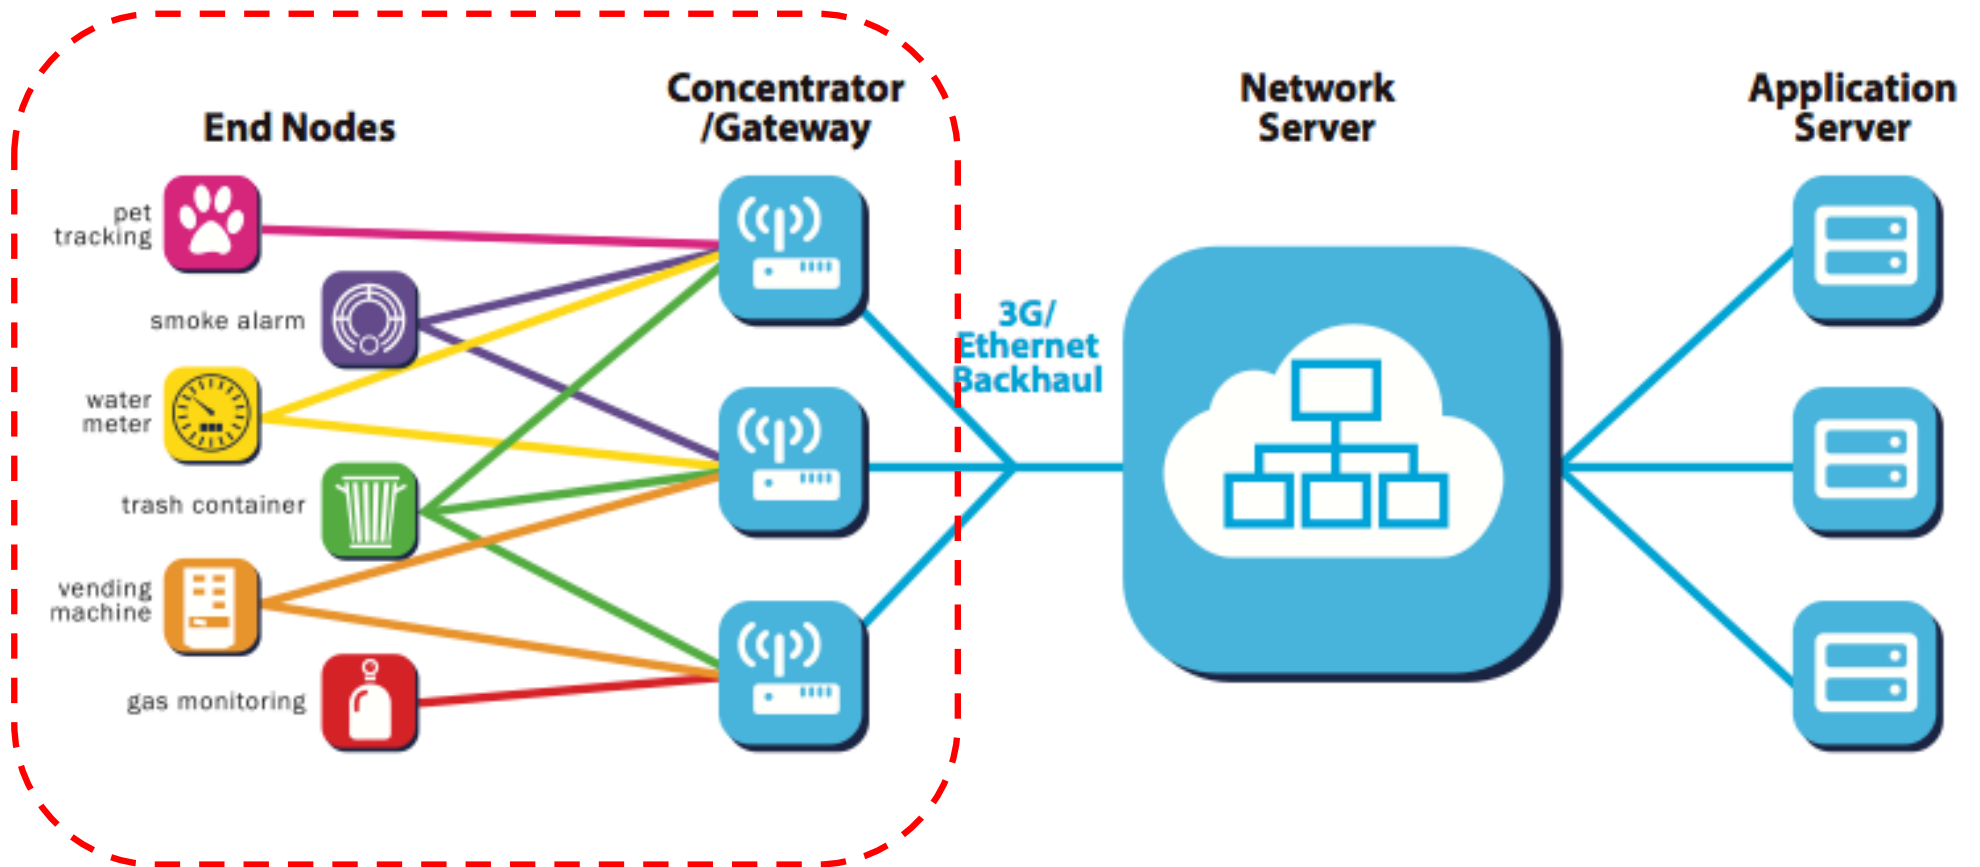 End Nodes
Concentrator
/Gateway
Network
Server
Application
Server
pet
tracking
smoke alarm
water
meter
trash container
vending
machine
gas monitoring
3G/
Ethernet
Backhaul